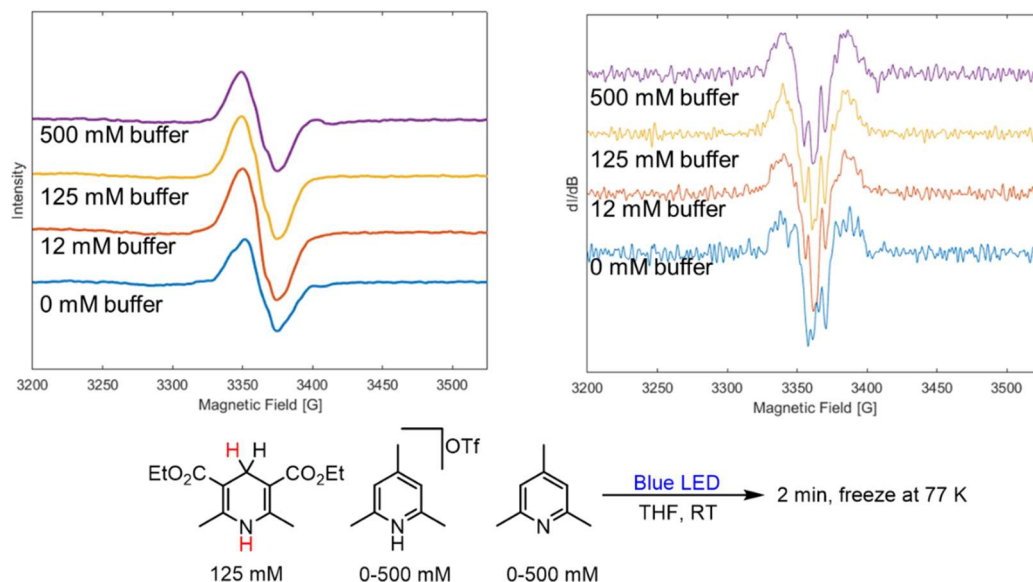 500 mM buffer
125 mM buffer
12 mM buffer
0 mM buffer
Intensity
3200 3250 3300 3350 3400 3450 3500
Magnetic Field [G]
500 mM buffer
125 mM buffer
12 mM buffer
0 mM buffer
dI/dB
3200 3250 3300 3350 3400 3450 3500
Magnetic Field [G]
H H
EtO₂C CO₂Et
N
H
125 mM
OTf
N
H
0-500 mM
N
0-500 mM
Blue LED
THF, RT
2 min, freeze at 77 K